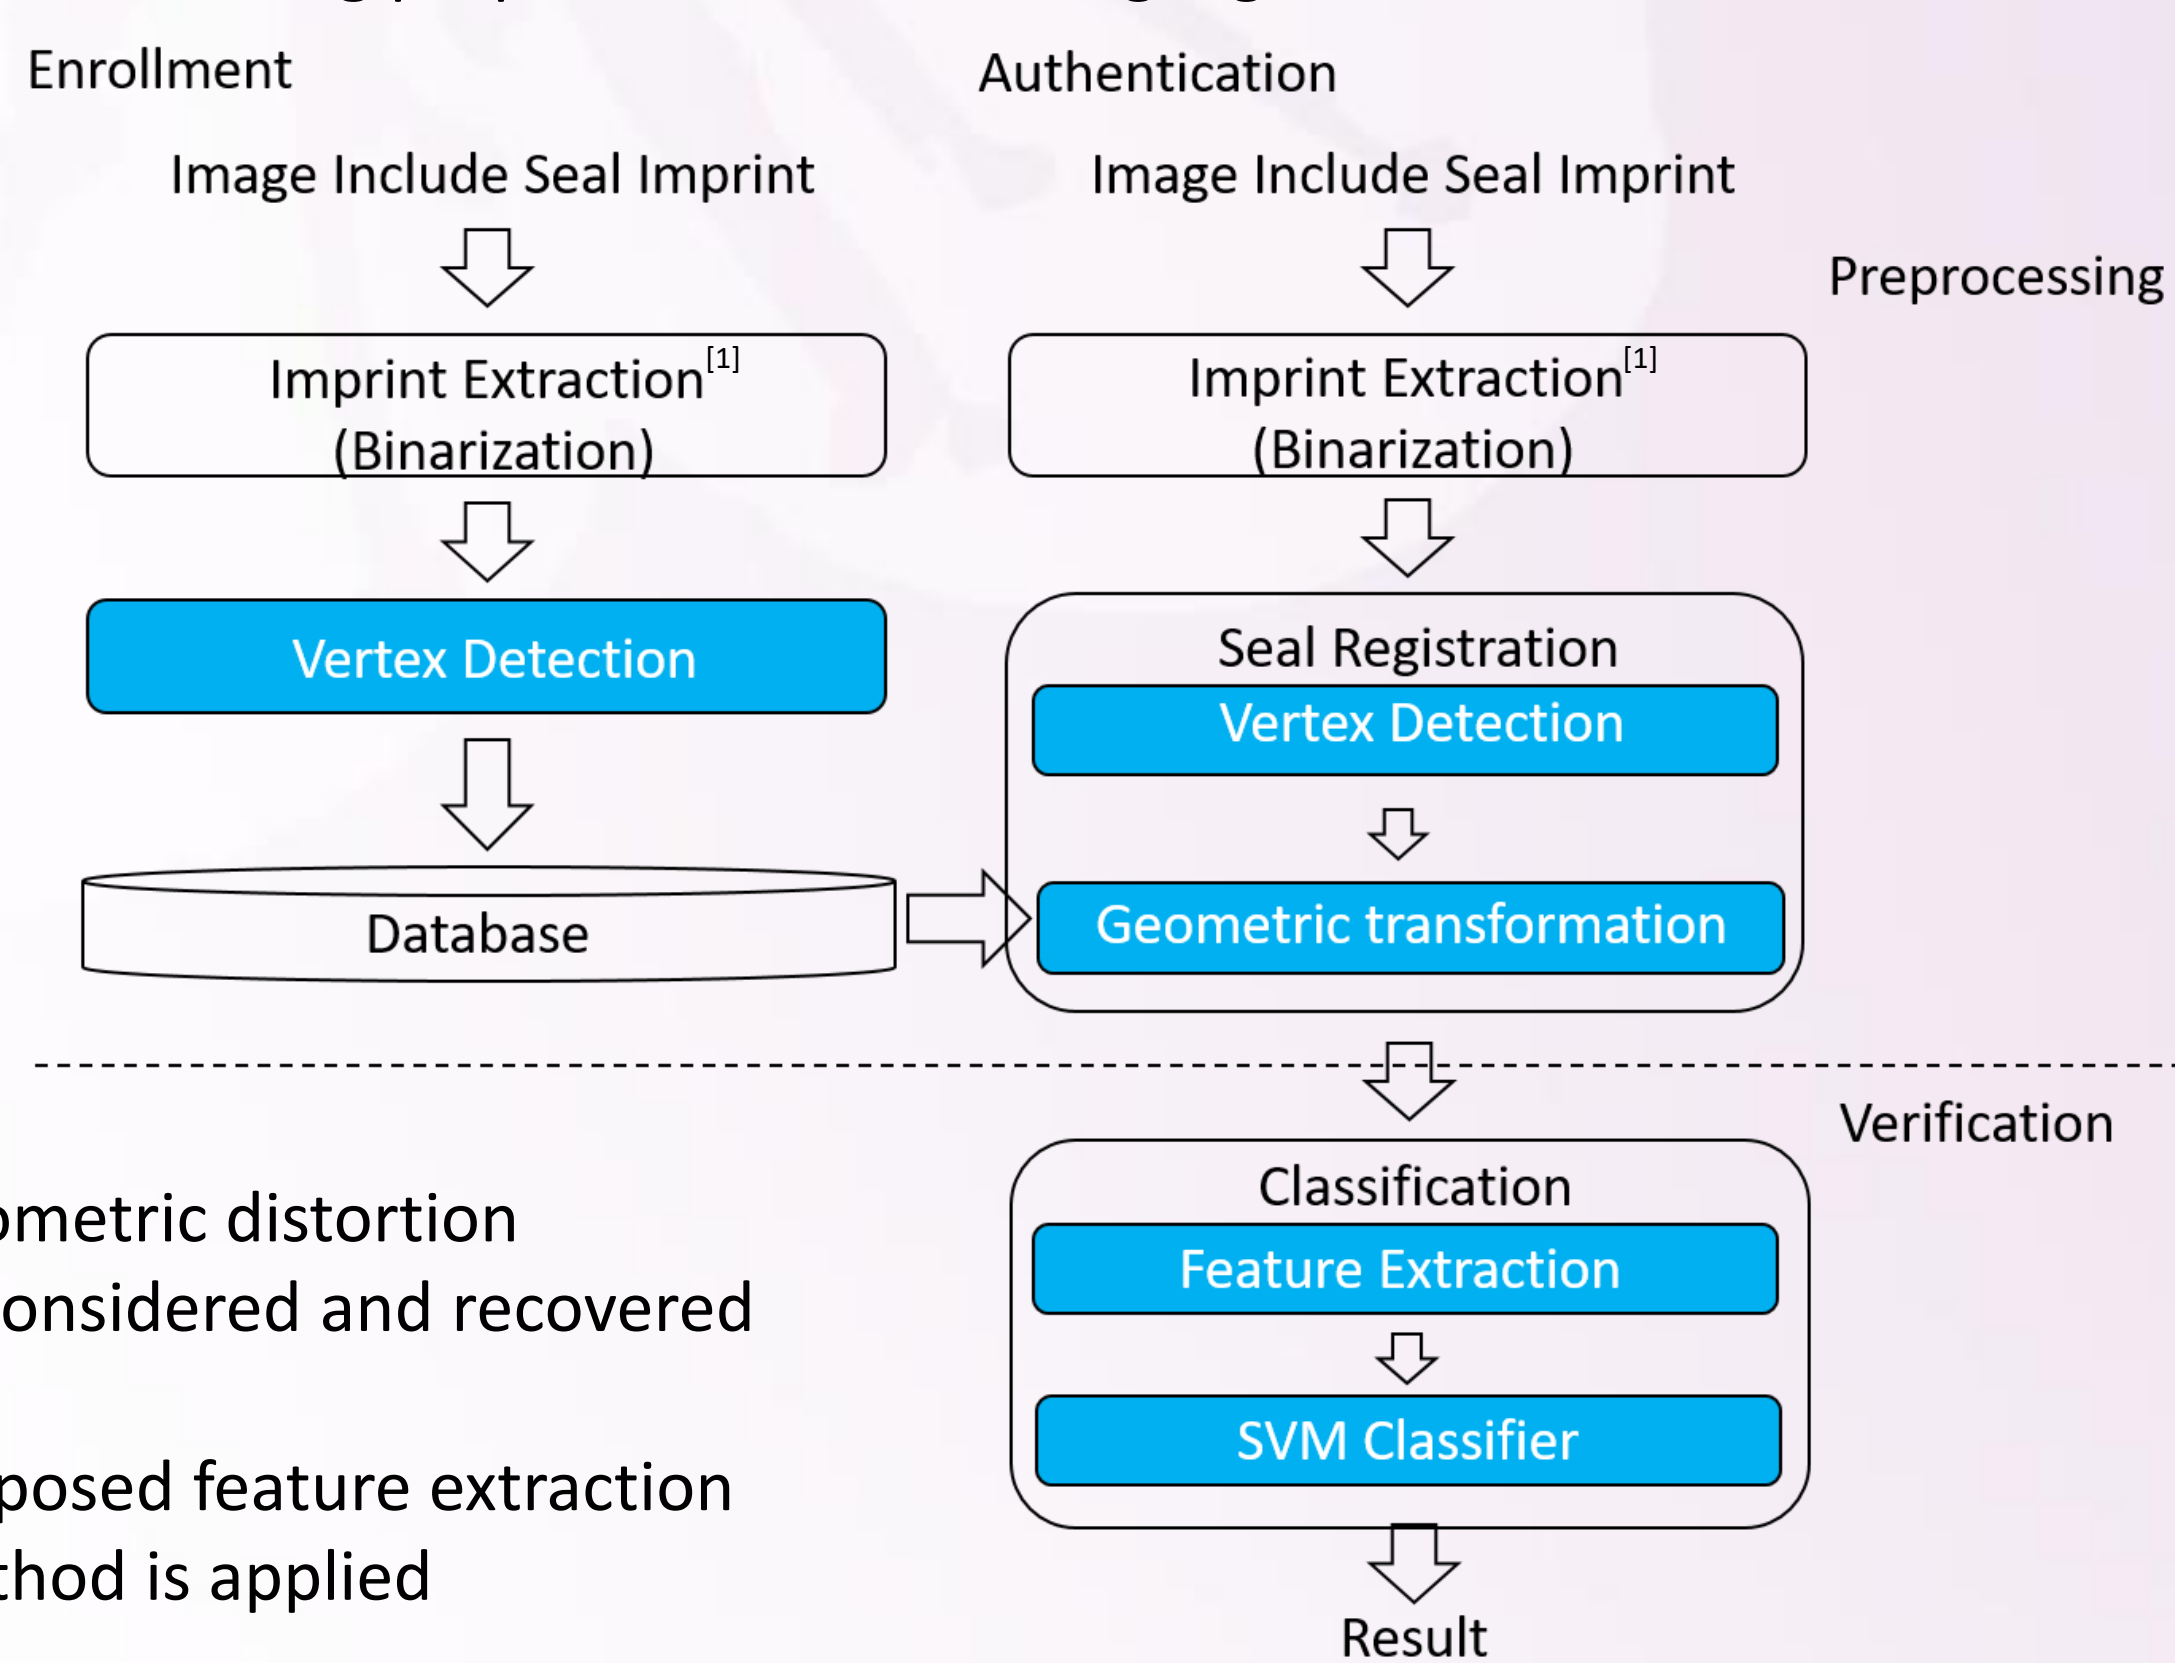 Enrollment
Image Include Seal Imprint
Imprint Extraction[1]
(Binarization)
Vertex Detection
Database
Authentication
Image Include Seal Imprint
Imprint Extraction[1]
(Binarization)
Seal Registration
Vertex Detection
Geometric transformation
Preprocessing
Verification
Classification
Feature Extraction
SVM Classifier
Result
ometric distortion
onsidered and recovered
posed feature extraction
thod is applied